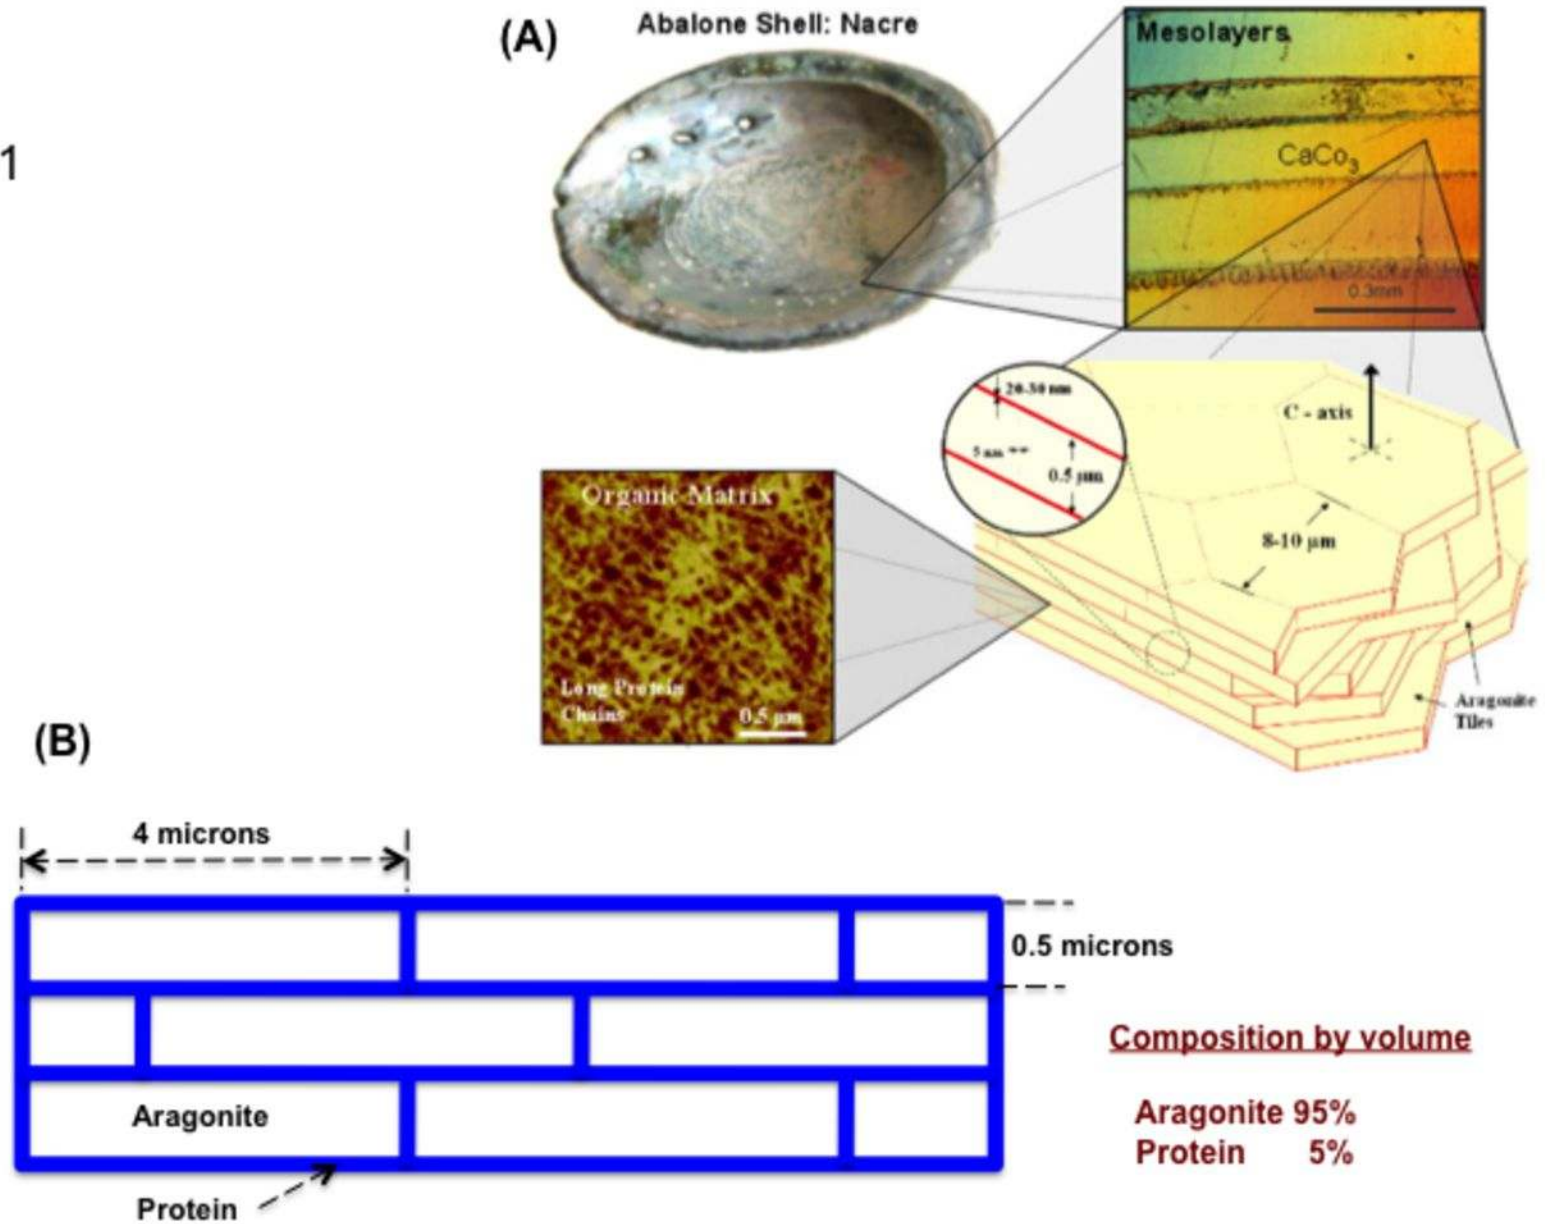 1
(A)
Abalone Shell: Nacre
Mesolayers
CaCo3
0.3mm
20-30 nm
5 nm
0.5 µm
C - axis
8-10 µm
Organic Matrix
Long Protein
Chains
0.5 µm
Aragonite
Tiles
(B)
4 microns
0.5 microns
Aragonite
Protein
Composition by volume
Aragonite 95%
Protein 5%